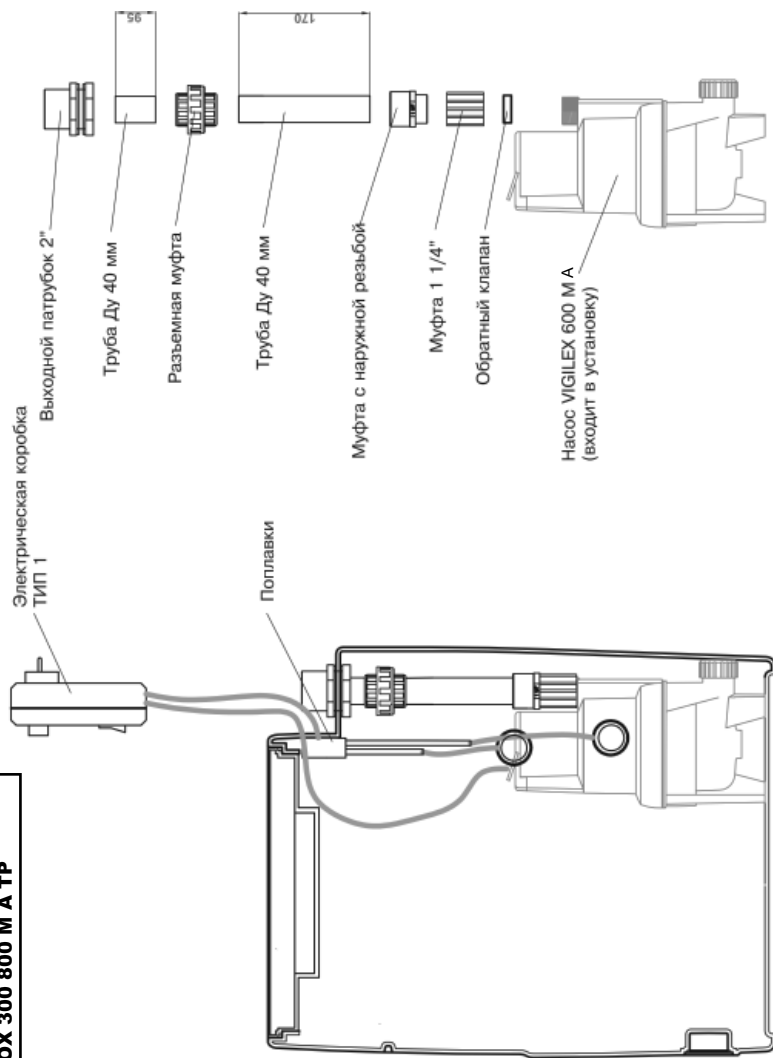 ОХ 300 800 M A TP
Электрическая коробка
ТИП 1
Поплавки
Выходной патрубок 2"
Труба Ду 40 мм
Разъемная муфта
Труба Ду 40 мм
Муфта с наружной резьбой
Муфта 1 1/4"
Обратный клапан
Насос VIGILEX 600 М А
(входит в установку)
95
170